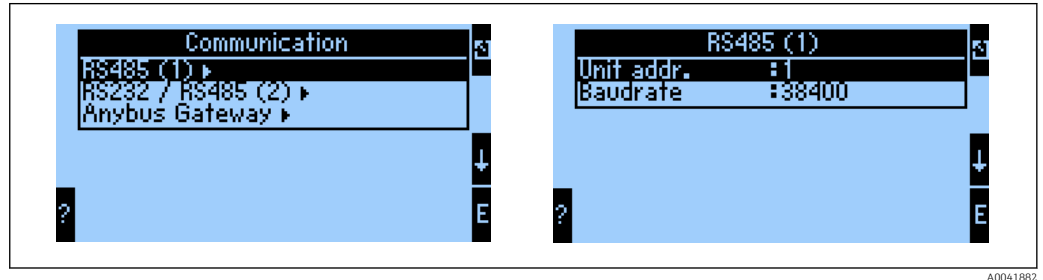 Communication
RS485 (1)
RS232 / RS485 (2)
Anybus Gateway
?
E
RS485 (1)
Unit addr. :1
Baudrate :38400
?
E
A0041882